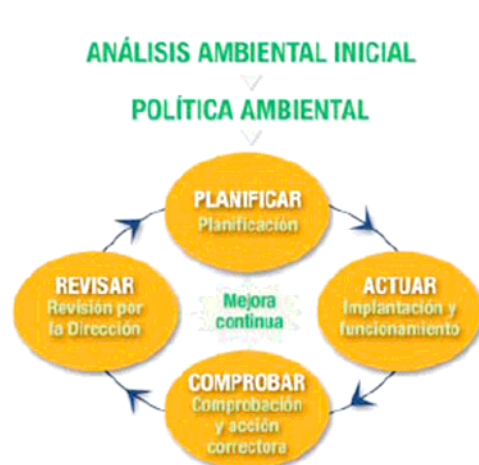 ANÁLISIS AMBIENTAL INICIAL
POLÍTICA AMBIENTAL
PLANIFICAR
Planificación
ACTUAR
Implantación y
funcionamiento
COMPROBAR
Comprobación
y acción
correctora
REVISAR
Revisión por
la Dirección
Mejora
continua